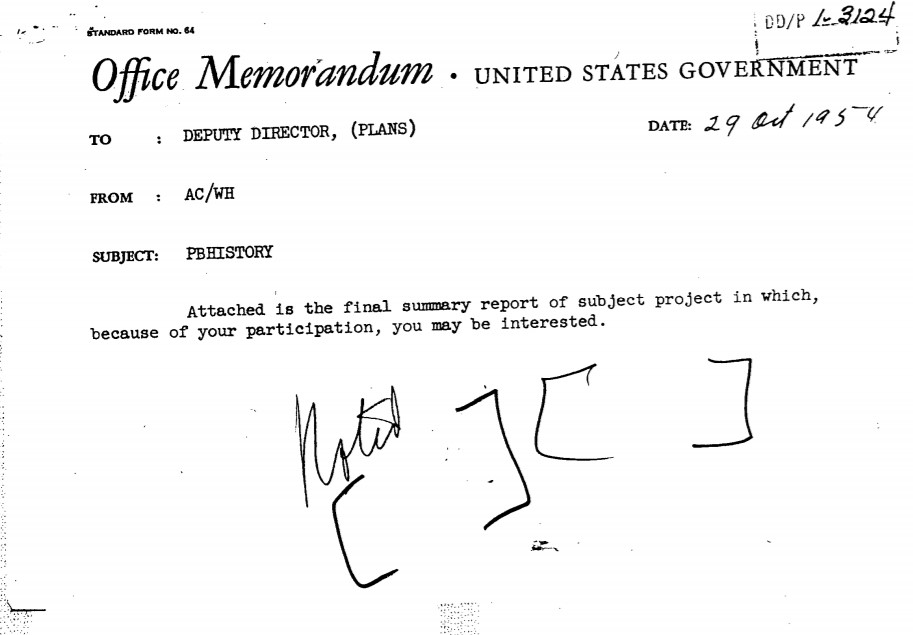 STANDARD FORM NO. 64
DD/P 1-3124
Office Memorandum • UNITED STATES GOVERNMENT
TO : DEPUTY DIRECTOR, (PLANS)
DATE: 29 Oct 1954
FROM : AC/WH
SUBJECT: PBHISTORY
Attached is the final summary report of subject project in which,
because of your participation, you may be interested.
Noted